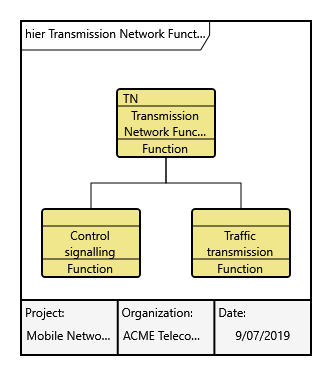 hier Transmission Network Funct...
TN
Transmission
Network Func...
Function
Control
signalling
Function
Traffic
transmission
Function
Project:
Mobile Netwo...
Organization:
ACME Teleco...
Date:
9/07/2019